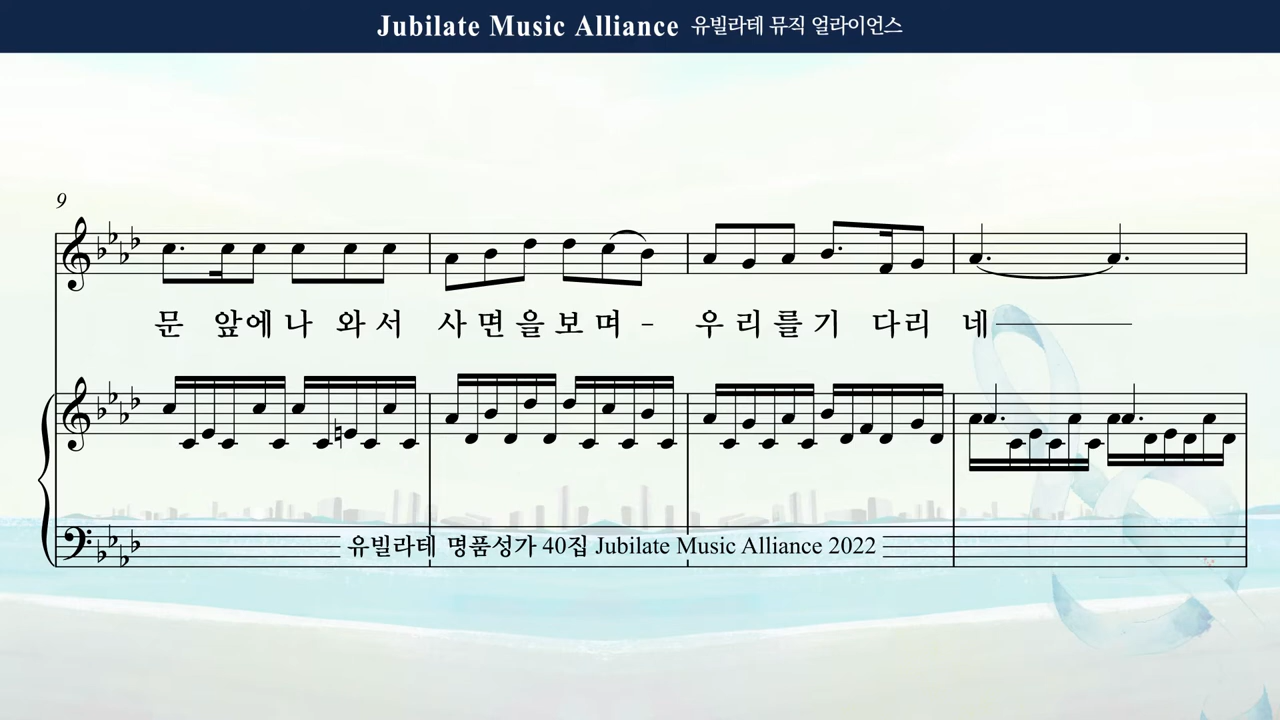 Jubilate Music Alliance 유빌라테 뮤직 얼라이언스
9
문 앞에 나 와 서 사 면 을 보 며 - 우 리 를 기 다 리 네
유빌라테 명품성가 40집 Jubilate Music Alliance 2022